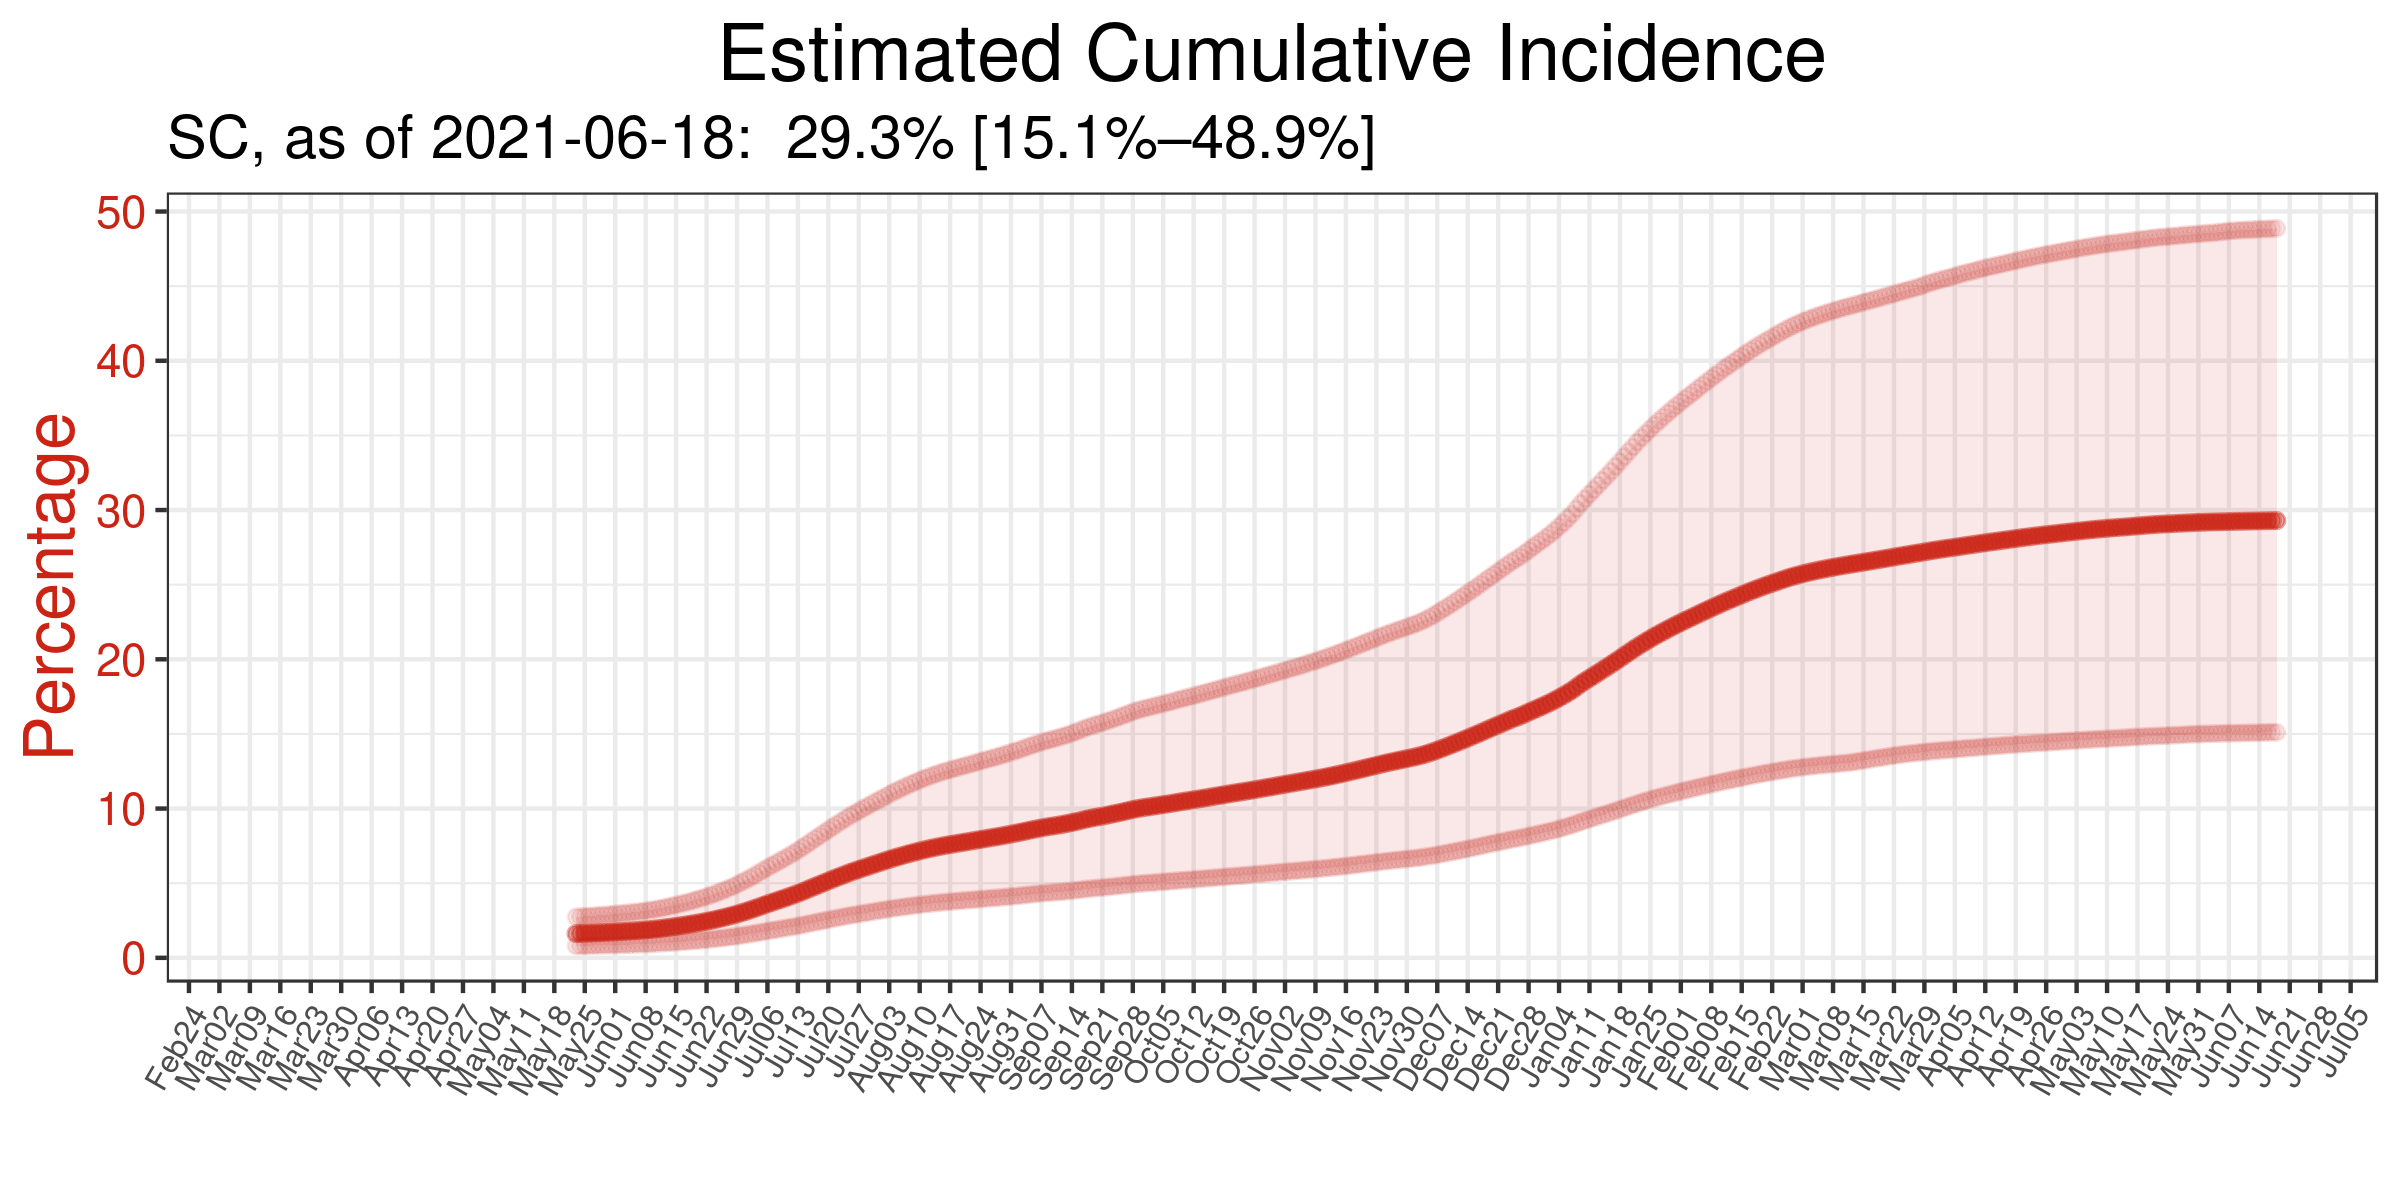 Estimated Cumulative Incidence
SC, as of 2021-06-18:  29.3% [15.1%–48.9%]
Percentage
50
40
30
20
10
0
Feb24
Mar02
Mar09
Mar16
Mar23
Mar30
Apr06
Apr13
Apr20
Apr27
May04
May11
May18
May25
Jun01
Jun08
Jun15
Jun22
Jun29
Jul06
Jul13
Jul20
Jul27
Aug03
Aug10
Aug17
Aug24
Aug31
Sep07
Sep14
Sep21
Sep28
Oct05
Oct12
Oct19
Oct26
Nov02
Nov09
Nov16
Nov23
Nov30
Dec07
Dec14
Dec21
Dec28
Jan04
Jan11
Jan18
Jan25
Feb01
Feb08
Feb15
Feb22
Mar01
Mar08
Mar15
Mar22
Mar29
Apr05
Apr12
Apr19
Apr26
May03
May10
May17
May24
May31
Jun07
Jun14
Jun21
Jun28
Jul05